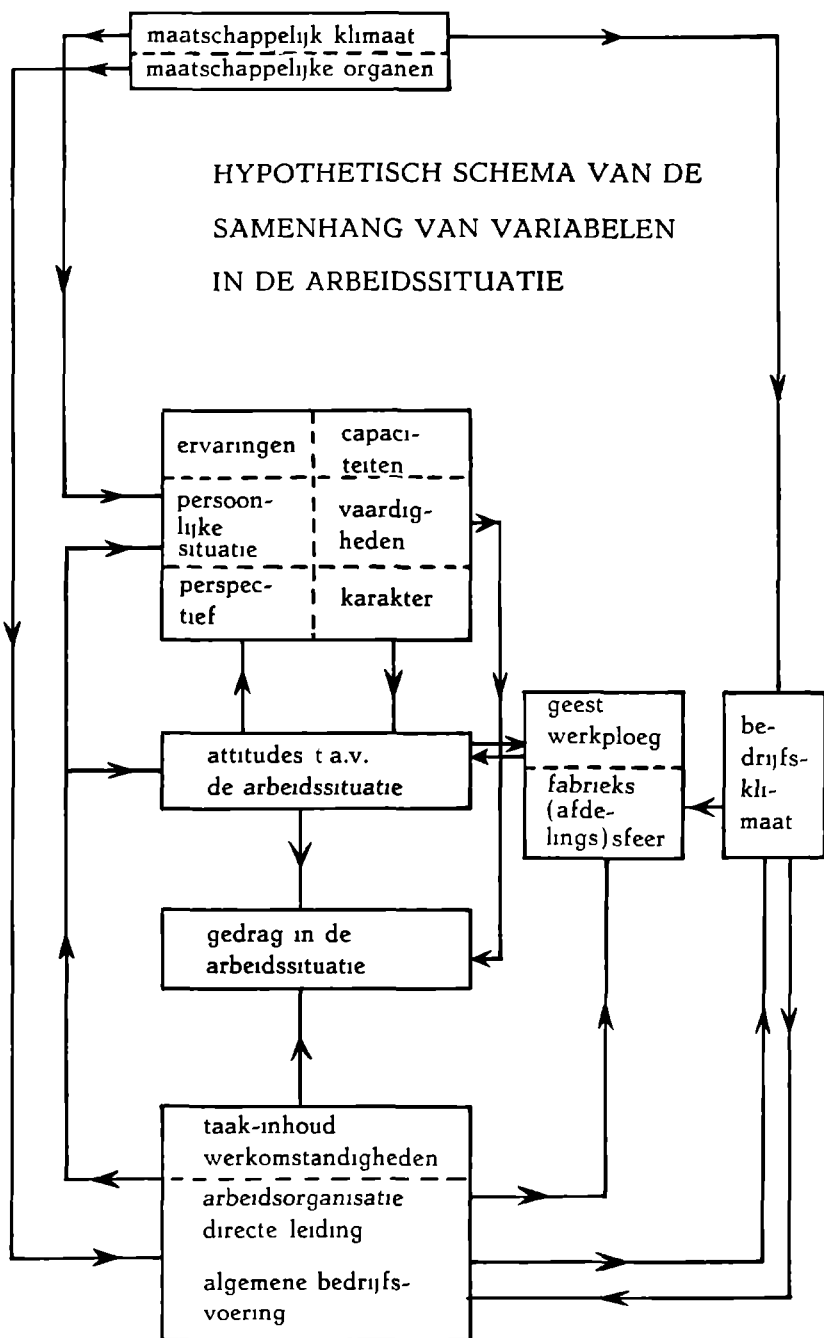 maatschappelijk klimaat
maatschappelijke organen
HYPOTHETISCH SCHEMA VAN DE
SAMENHANG VAN VARIABELEN
IN DE ARBEIDSSITUATIE
ervaringen
capaci-
teiten
persoon-
lijke
situatie
vaardig-
heden
perspec-
tief
karakter
attitudes t a.v.
de arbeidssituatie
geest
werkploeg
fabrieks
(afde-
lings) sfeer
be-
drijfs-
kli-
maat
gedrag in de
arbeidssituatie
taak-inhoud
werkomstandigheden
arbeidsorganisatie
directe leiding
algemene bedrijfs-
voering